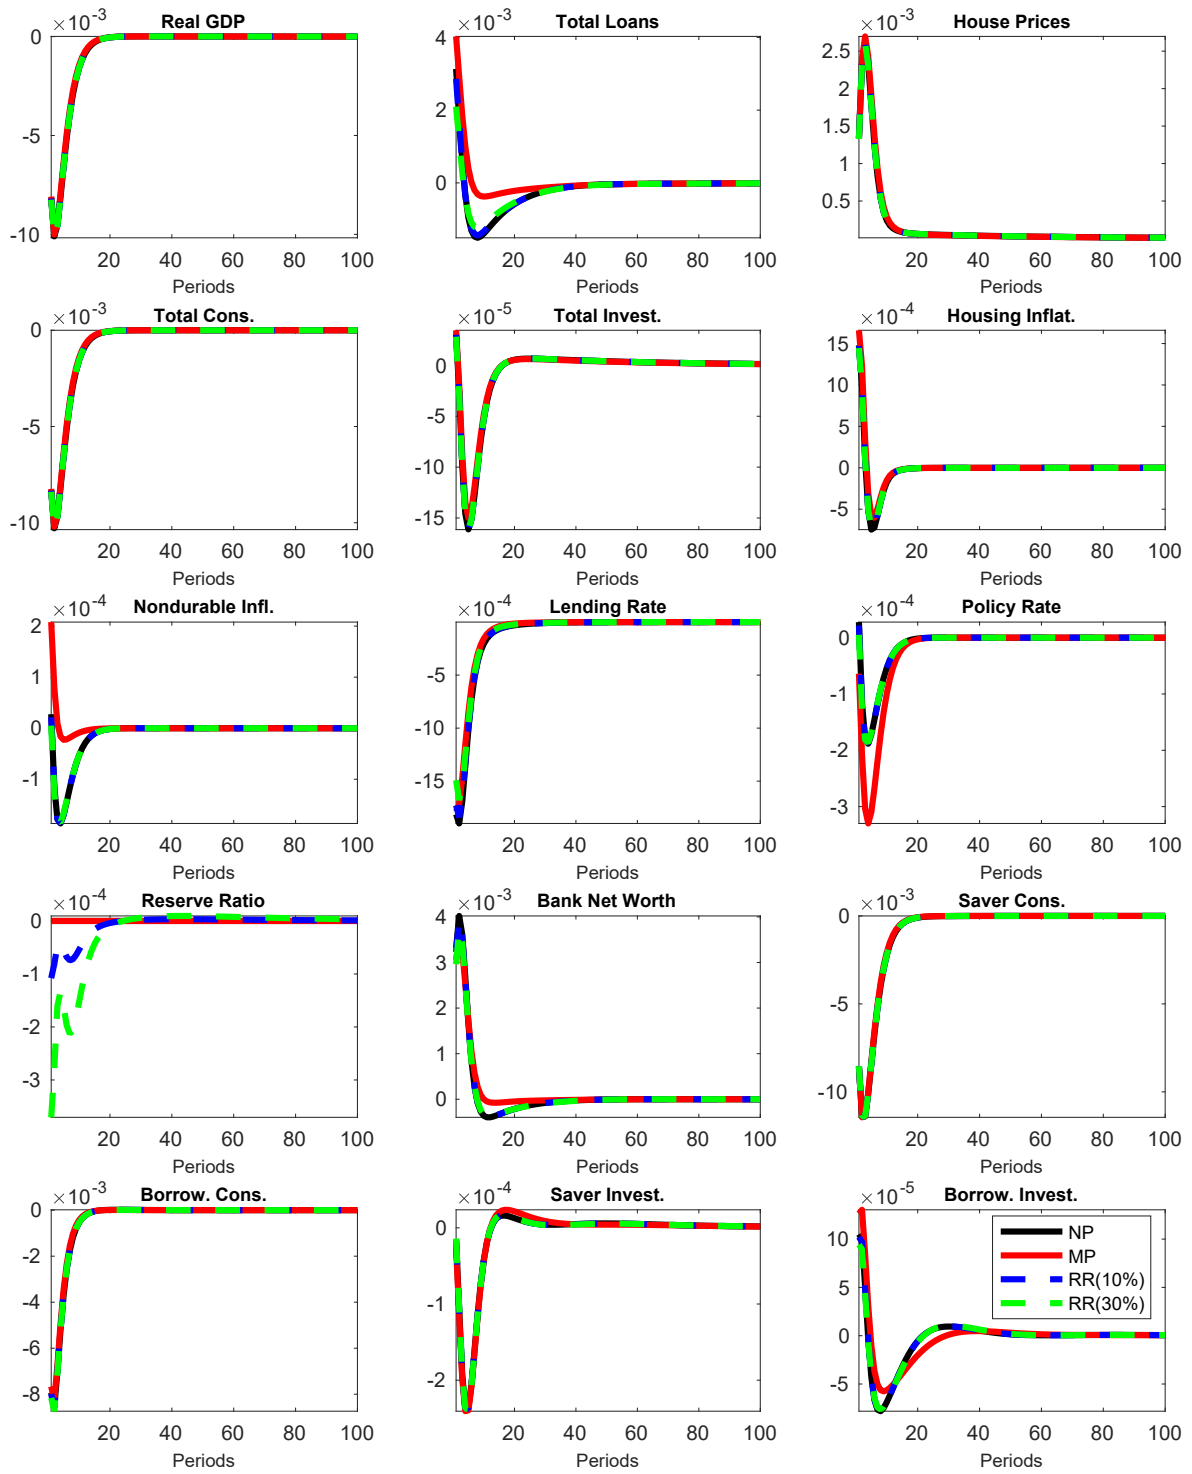 ×10-3 Real GDP
0
-5
-10
20 40 60 80 100
Periods
×10-3 Total Loans
4
2
0
20 40 60 80 100
Periods
×10-3 House Prices
2.5
2
1.5
1
0.5
20 40 60 80 100
Periods
×10-3 Total Cons.
0
-5
-10
20 40 60 80 100
Periods
×10-5 Total Invest.
0
-5
-10
-15
20 40 60 80 100
Periods
×10-4 Housing Inflat.
15
10
5
0
-5
20 40 60 80 100
Periods
×10-4 Nondurable Infl.
2
1
0
-1
20 40 60 80 100
Periods
×10-4 Lending Rate
-5
-10
-15
20 40 60 80 100
Periods
×10-4 Policy Rate
0
-1
-2
-3
20 40 60 80 100
Periods
×10-4 Reserve Ratio
0
-1
-2
-3
20 40 60 80 100
Periods
×10-3 Bank Net Worth
4
3
2
1
0
20 40 60 80 100
Periods
×10-3 Saver Cons.
0
-5
-10
20 40 60 80 100
Periods
×10-3 Borrow. Cons.
0
-2
-4
-6
-8
20 40 60 80 100
Periods
×10-4 Saver Invest.
0
-1
-2
20 40 60 80 100
Periods
×10-5 Borrow. Invest.
10
5
0
-5
20 40 60 80 100
Periods
NP
MP
RR(10%)
RR(30%)